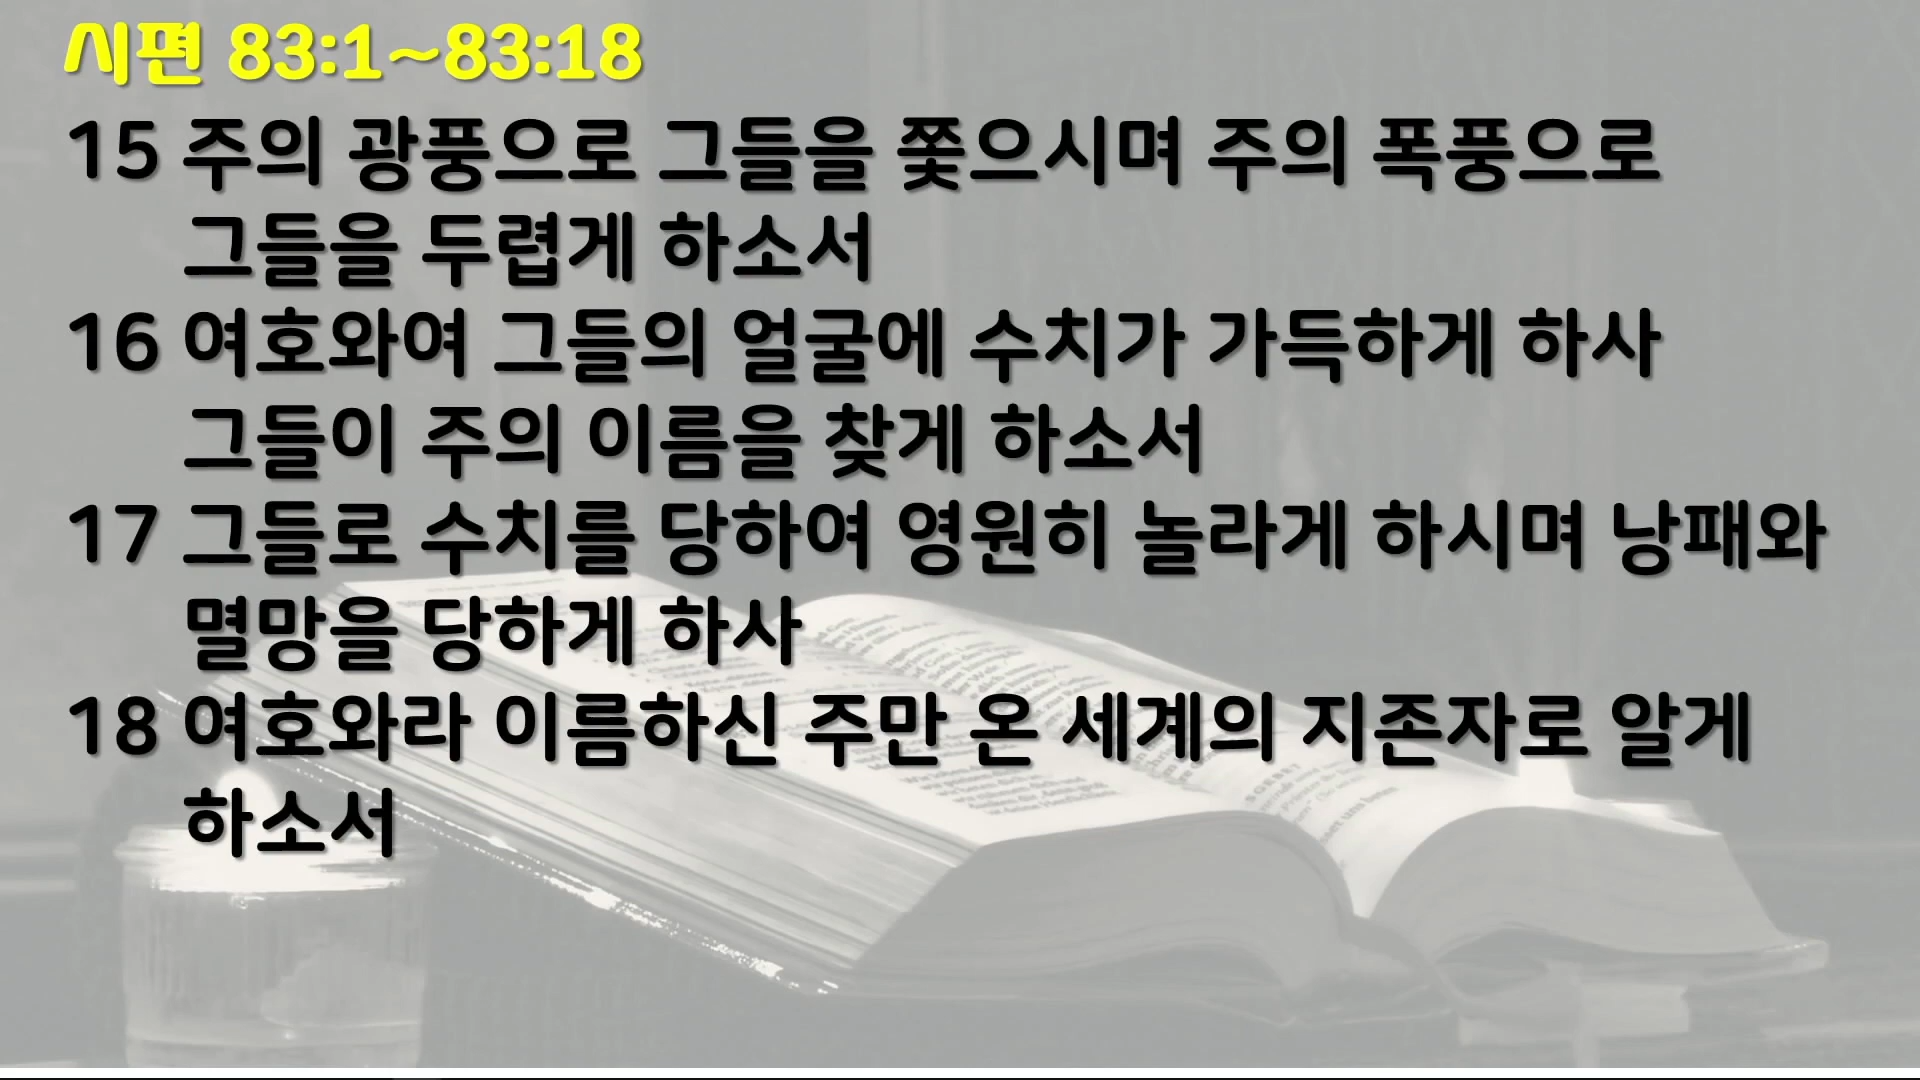 시편 83:1~83:18
15 주의 광풍으로 그들을 쫓으시며 주의 폭풍으로
그들을 두렵게 하소서
16 여호와여 그들의 얼굴에 수치가 가득하게 하사
그들이 주의 이름을 찾게 하소서
17 그들로 수치를 당하여 영원히 놀라게 하시며 낭패와
멸망을 당하게 하사
18 여호와라 이름하신 주만 온 세계의 지존자로 알게
하소서